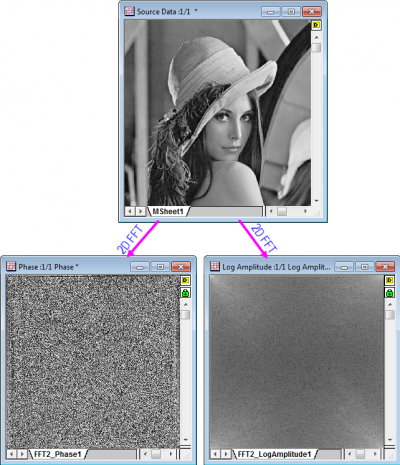 Source Data :1/1 *
MSheet1
2D FFT
2D FFT
Phase :1/1 Phase *
Log Amplitude :1/1 Log Amplit...
FFT2_Phase1
FFT2_LogAmplitude1